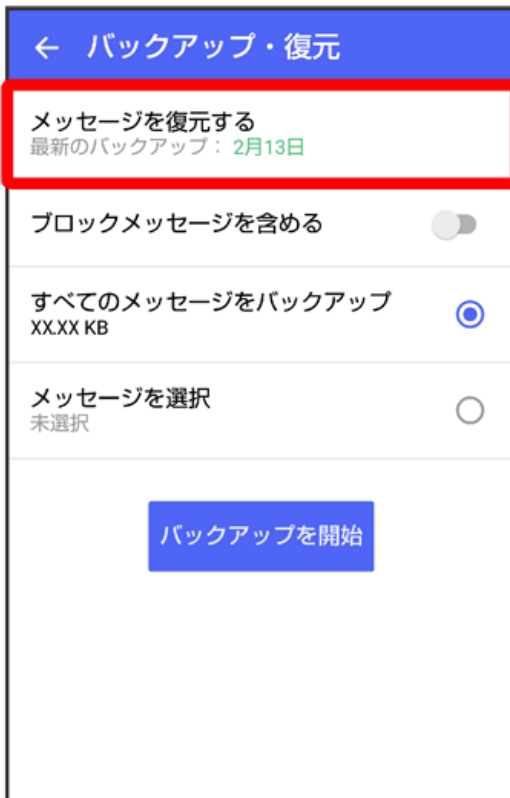 バックアップ・復元
メッセージを復元する
最新のバックアップ： 2月13日
ブロックメッセージを含める
すべてのメッセージをバックアップ
XX.XX KB
メッセージを選択
未選択
バックアップを開始